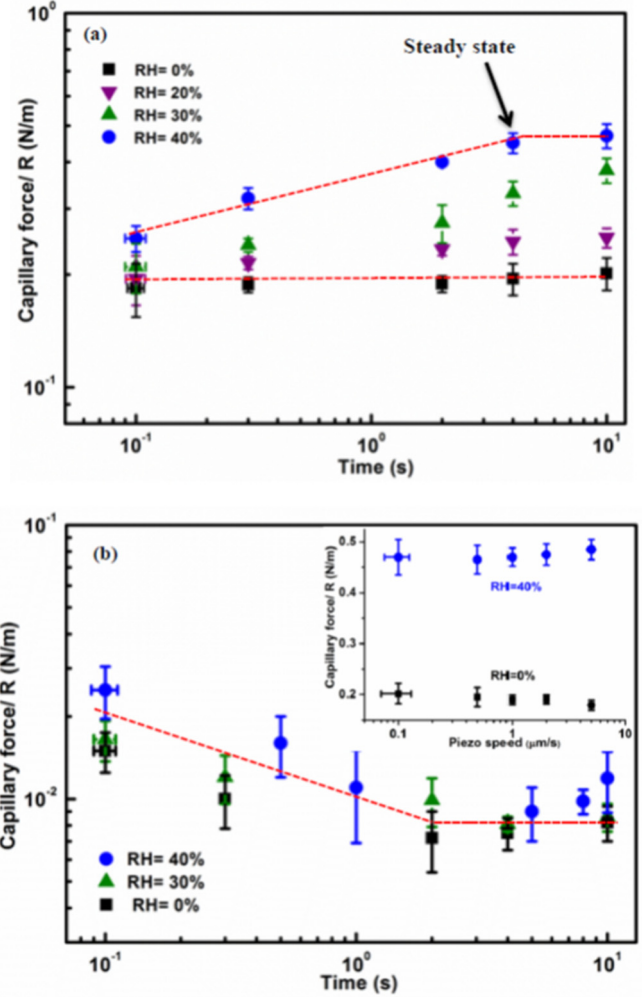 10⁰
(a)
Steady state
RH= 0%
RH= 20%
RH= 30%
RH= 40%
Capillary force/ R (N/m)
10⁻¹
10⁻¹
10⁰
10¹
Time (s)
10⁻¹
(b)
Capillary force/ R (N/m)
0.5
0.4
0.3
0.2
RH=40%
RH=0%
0.1
1
10
Piezo speed (μm/s)
Capillary force/ R (N/m)
10⁻²
RH= 40%
RH= 30%
RH= 0%
10⁻¹
10⁰
10¹
Time (s)